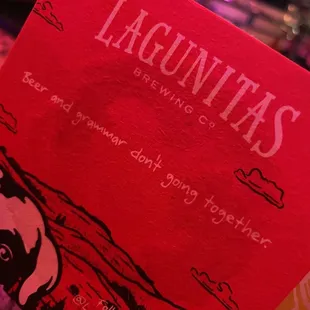 LAGUNITAS
BREWING Co
Beer and grammar don't going together.